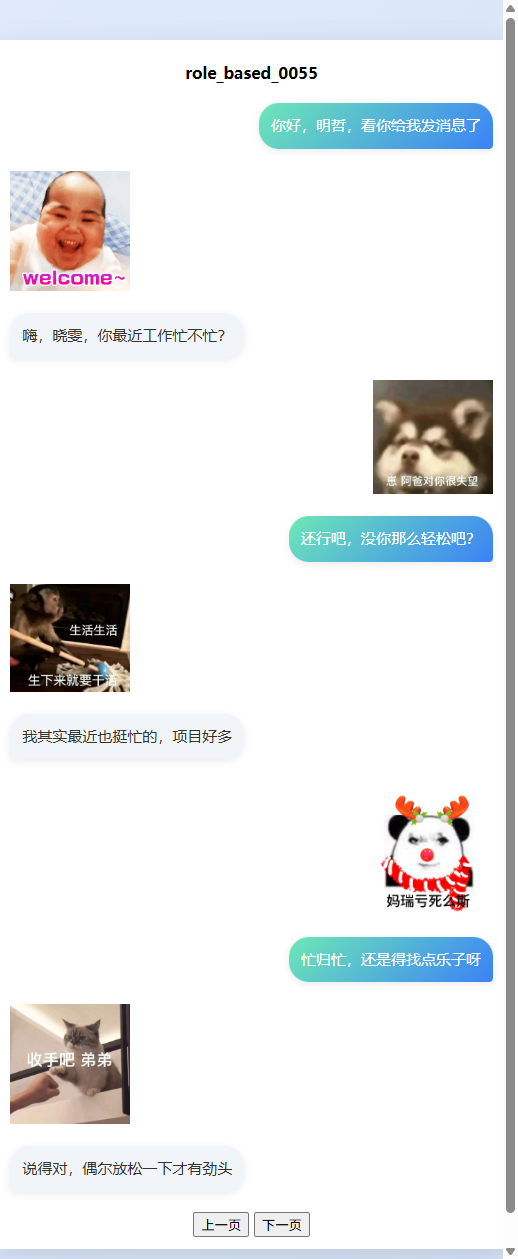 role_based_0055
你好，明哲，看你给我发消息了
welcome~
嗨，晓雯，你最近工作忙不忙？
崽 阿爸对你很失望
还行吧，没你那么轻松吧？
生活生活
生下来就要干活
我其实最近也挺忙的，项目好多
妈瑞亏死么斯
忙归忙，还是得找点乐子呀
收手吧 弟弟
说得对，偶尔放松一下才有劲头
上一页 下一页